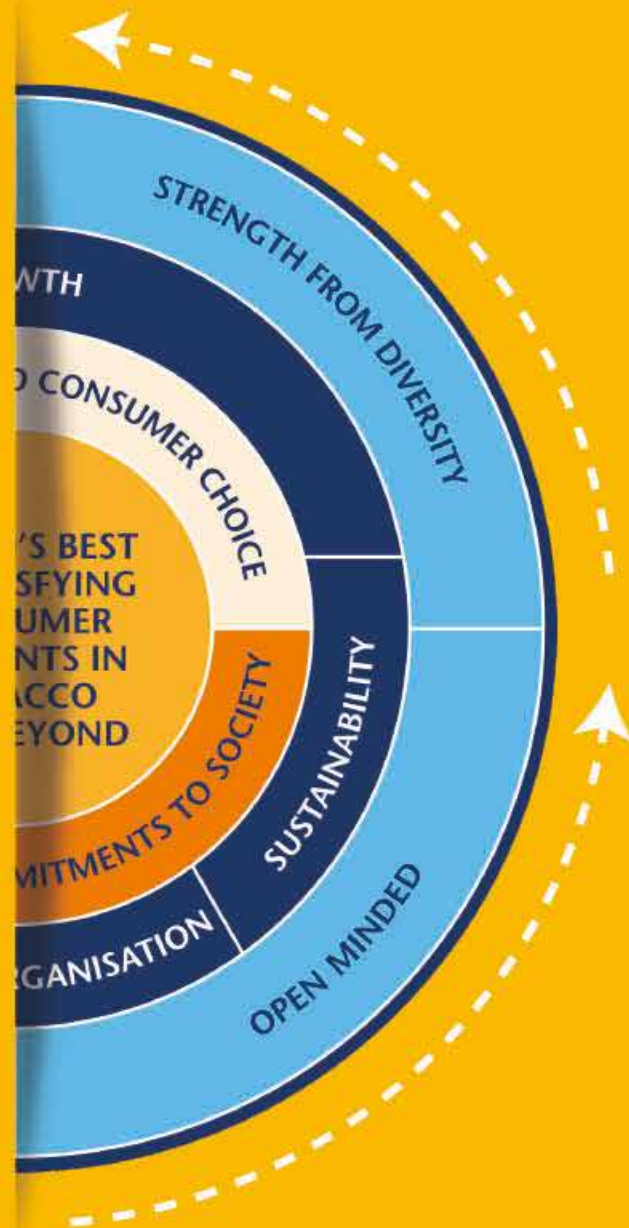 STRENGTH FROM DIVERSITY
WTH
CONSUMER CHOICE
'S BEST
SFYING
UMER
NTS IN
ACCO
EYOND
SUSTAINABILITY
MITMENTS TO SOCIETY
RGANISATION
OPEN MINDED